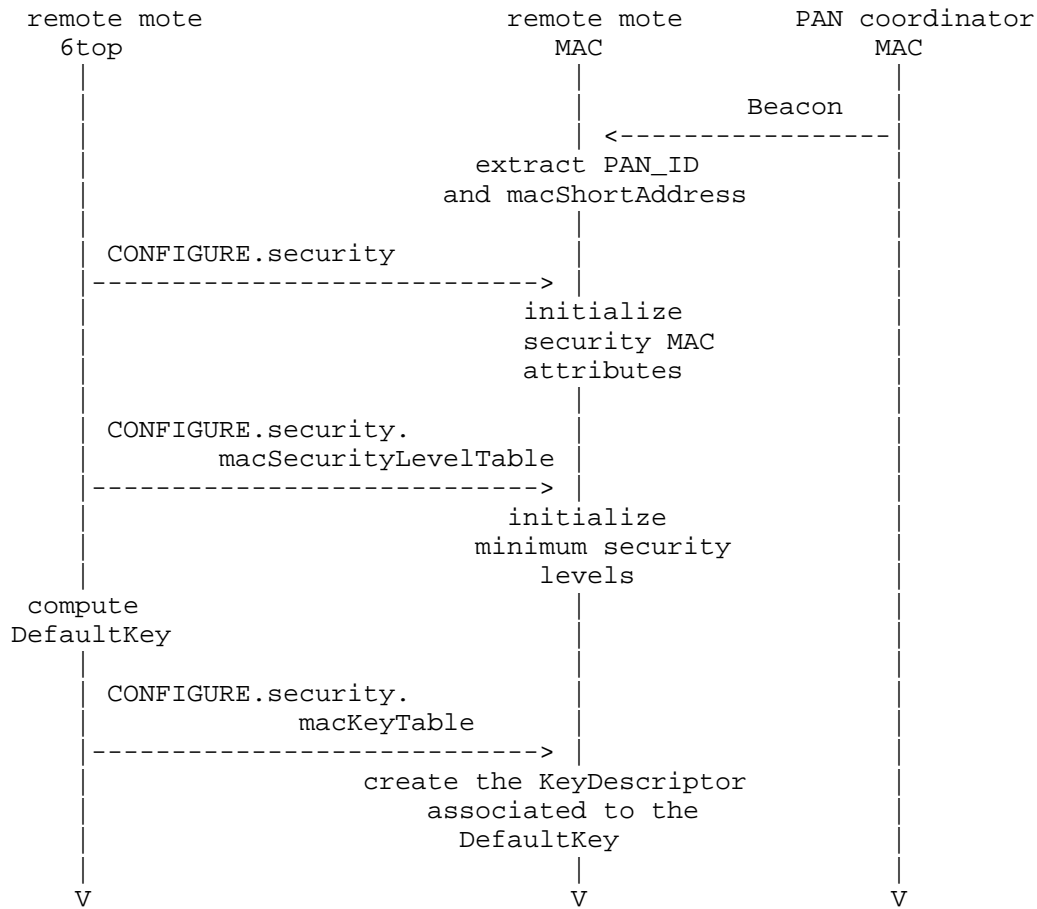 remote mote remote mote PAN coordinator
6top MAC MAC
Beacon
extract PAN_ID
and macShortAddress
CONFIGURE.security
initialize
security MAC
attributes
CONFIGURE.security.
macSecurityLevelTable
initialize
minimum security
levels
compute
DefaultKey
CONFIGURE.security.
macKeyTable
create the KeyDescriptor
associated to the
DefaultKey
V V V